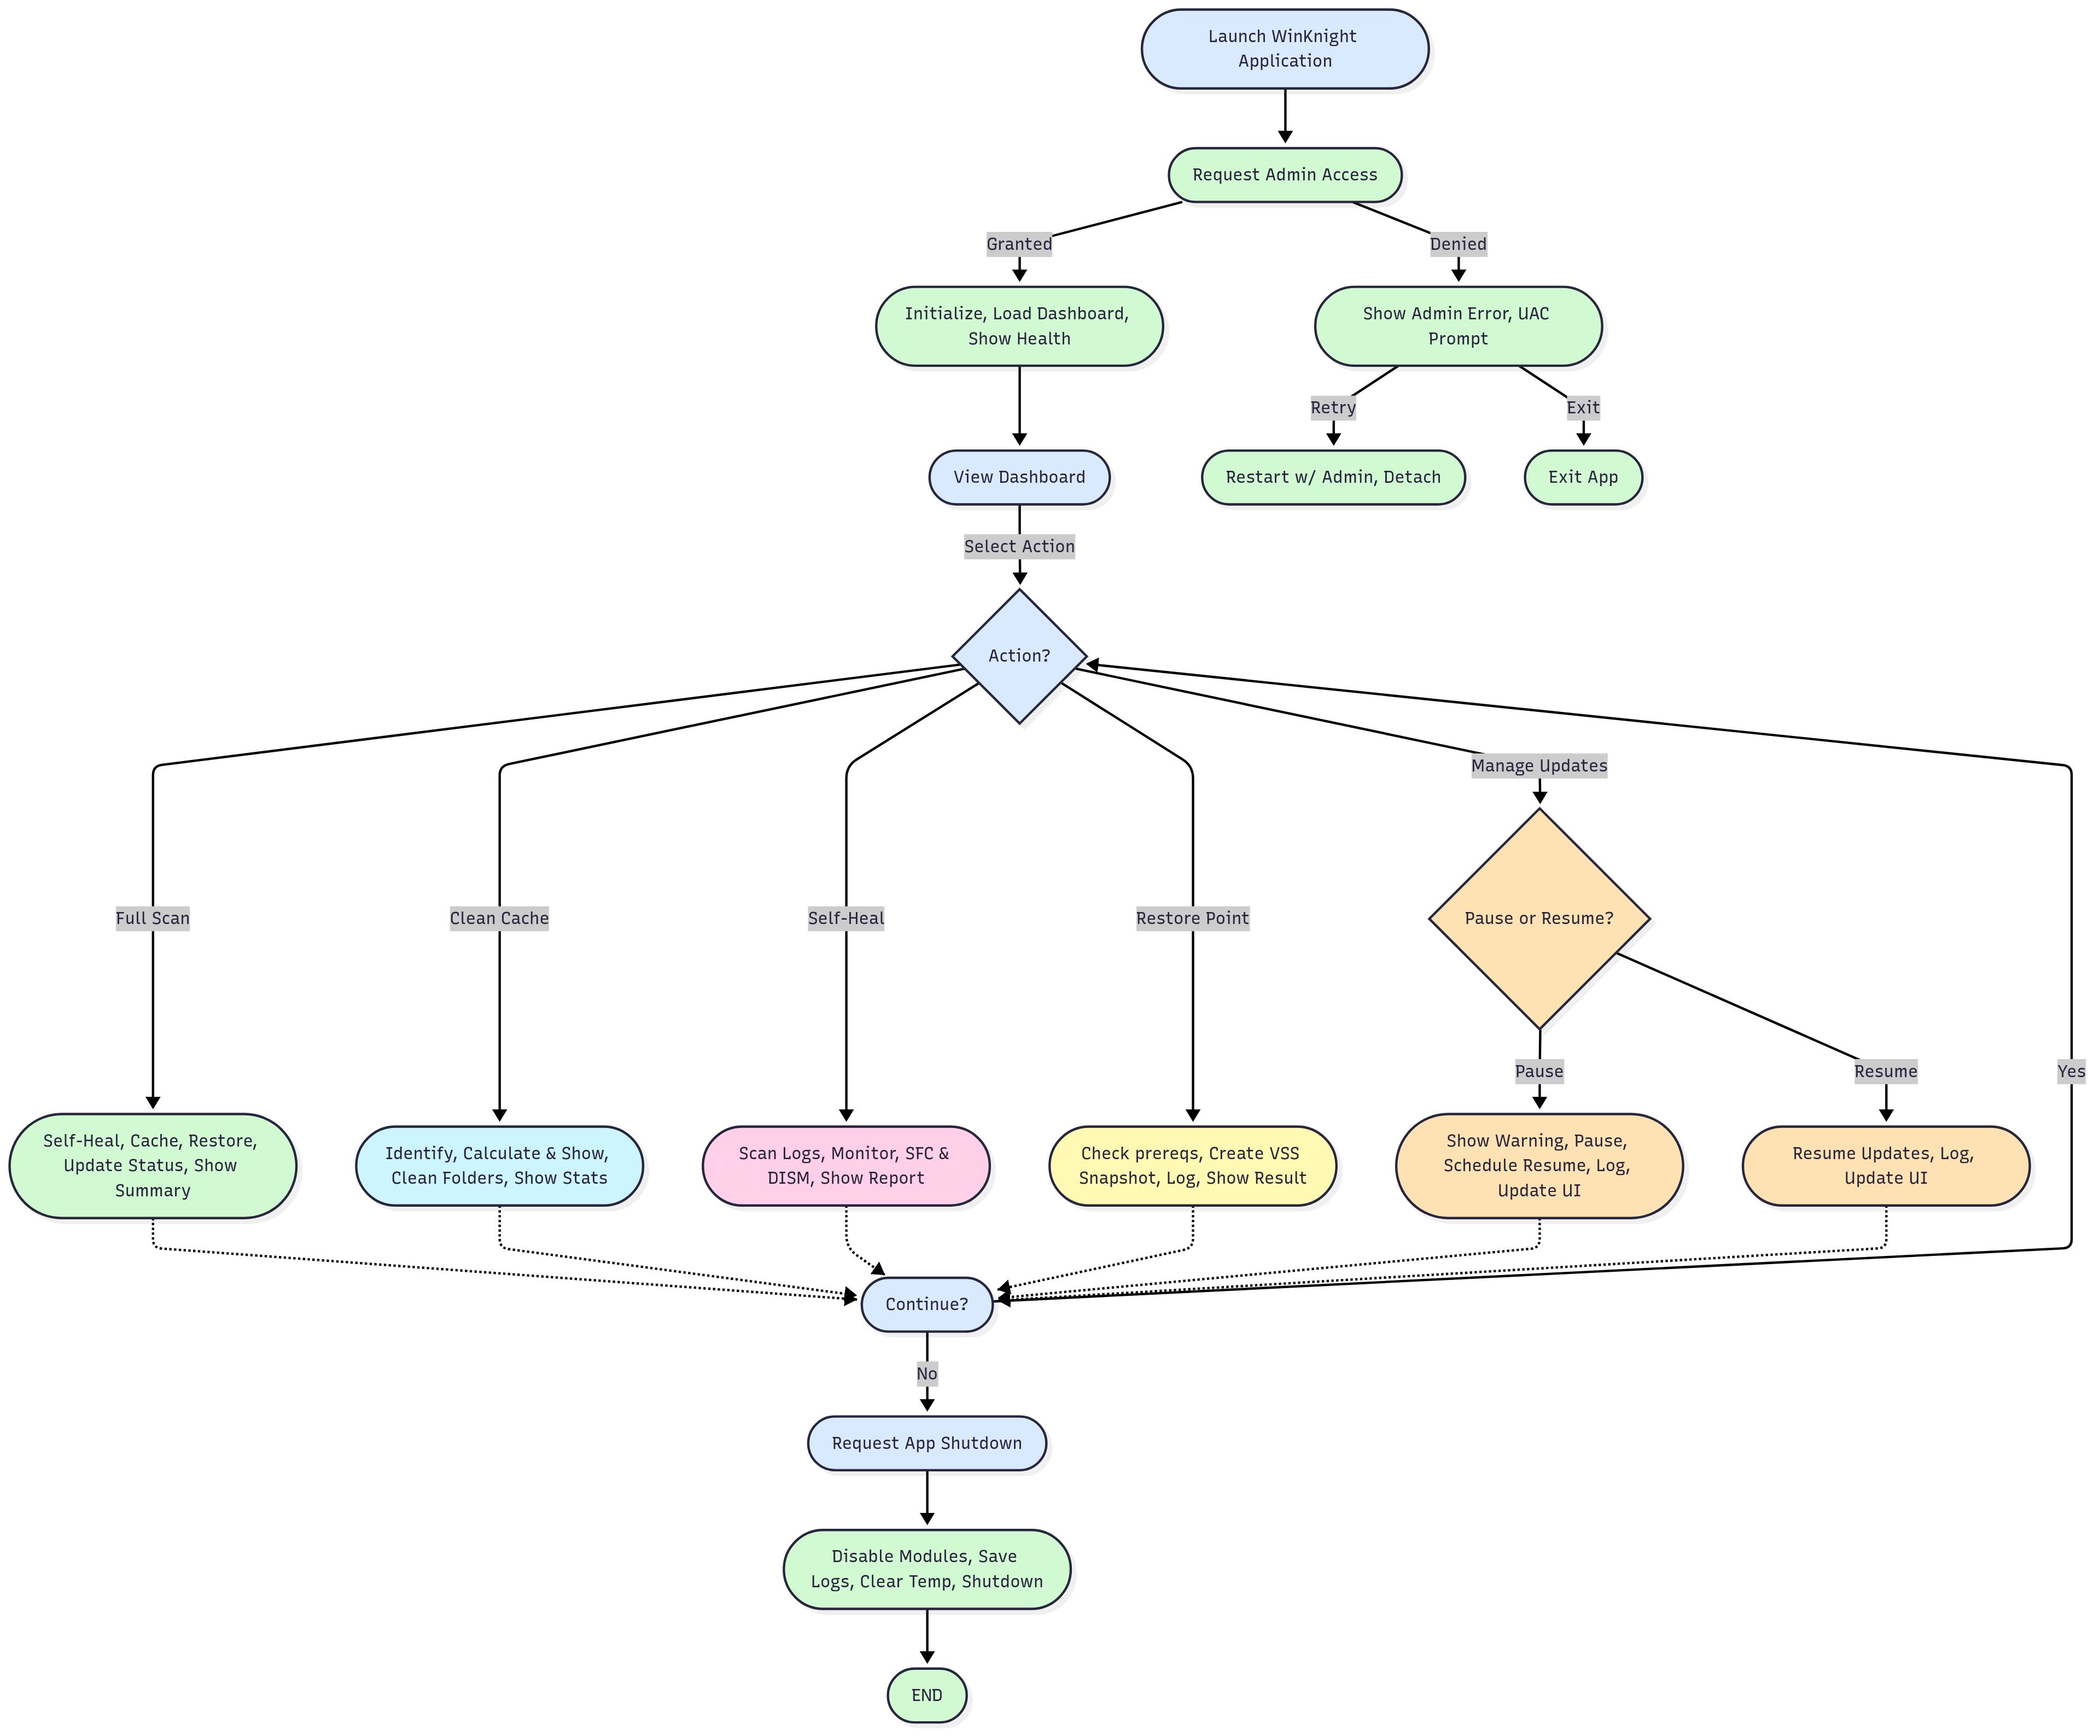 Launch WinKnight
Application
Request Admin Access
Granted
Denied
Initialize, Load Dashboard,
Show Health
Show Admin Error, UAC
Prompt
Retry
Exit
View Dashboard
Restart w/ Admin, Detach
Exit App
Select Action
Action?
Manage Updates
Full Scan
Clean Cache
Self-Heal
Restore Point
Pause or Resume?
Pause
Resume
Yes
Self-Heal, Cache, Restore,
Update Status, Show
Summary
Identify, Calculate & Show,
Clean Folders, Show Stats
Scan Logs, Monitor, SFC &
DISM, Show Report
Check prereqs, Create VSS
Snapshot, Log, Show Result
Show Warning, Pause,
Schedule Resume, Log,
Update UI
Resume Updates, Log,
Update UI
Continue?
No
Request App Shutdown
Disable Modules, Save
Logs, Clear Temp, Shutdown
END